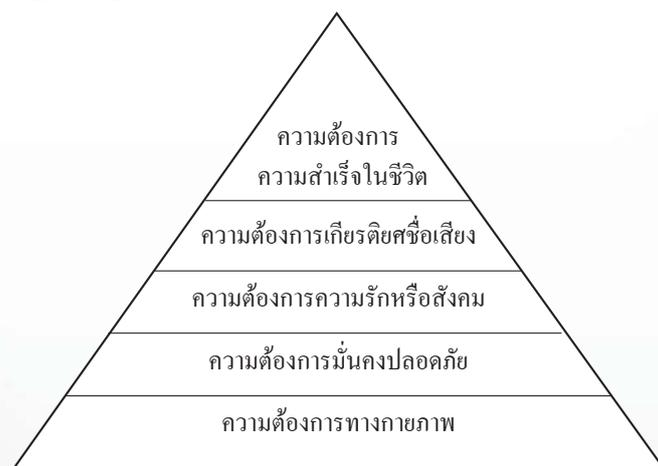 ความต้องการ
ความสำเร็จในชีวิต
ความต้องการเกียรติยศชื่อเสียง
ความต้องการความรักหรือสังคม
ความต้องการมั่นคงปลอดภัย
ความต้องการทางกายภาพ